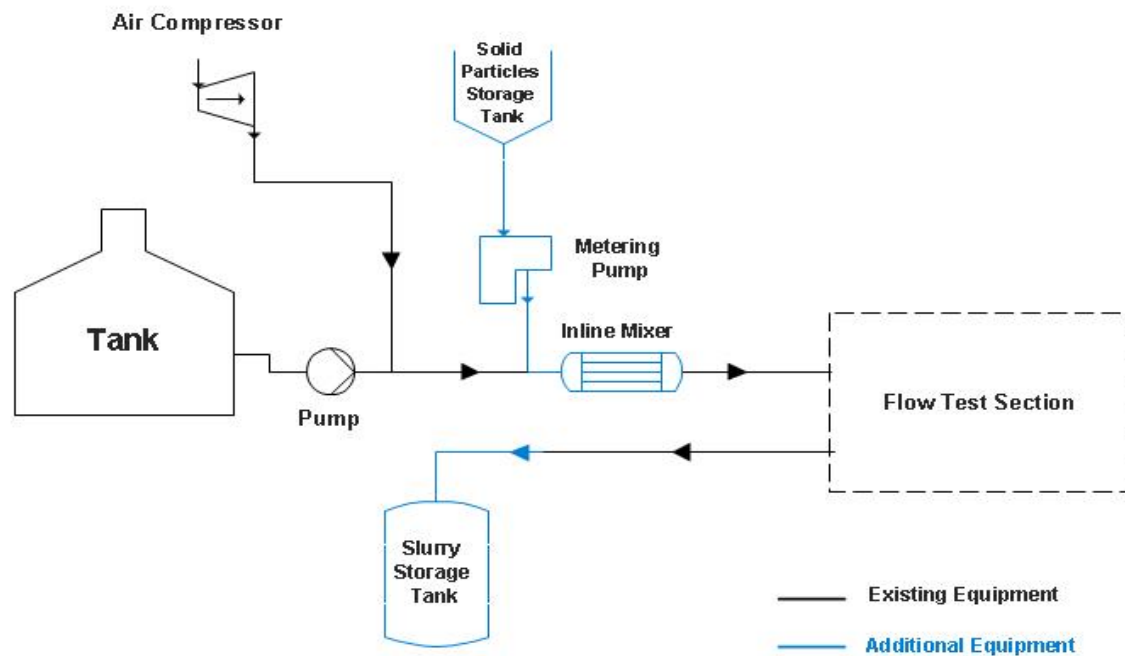 Air Compressor
Solid
Particles
Storage
Tank
Metering
Pump
Tank
Inline Mixer
Pump
Flow Test Section
Slurry
Storage
Tank
Existing Equipment
Additional Equipment